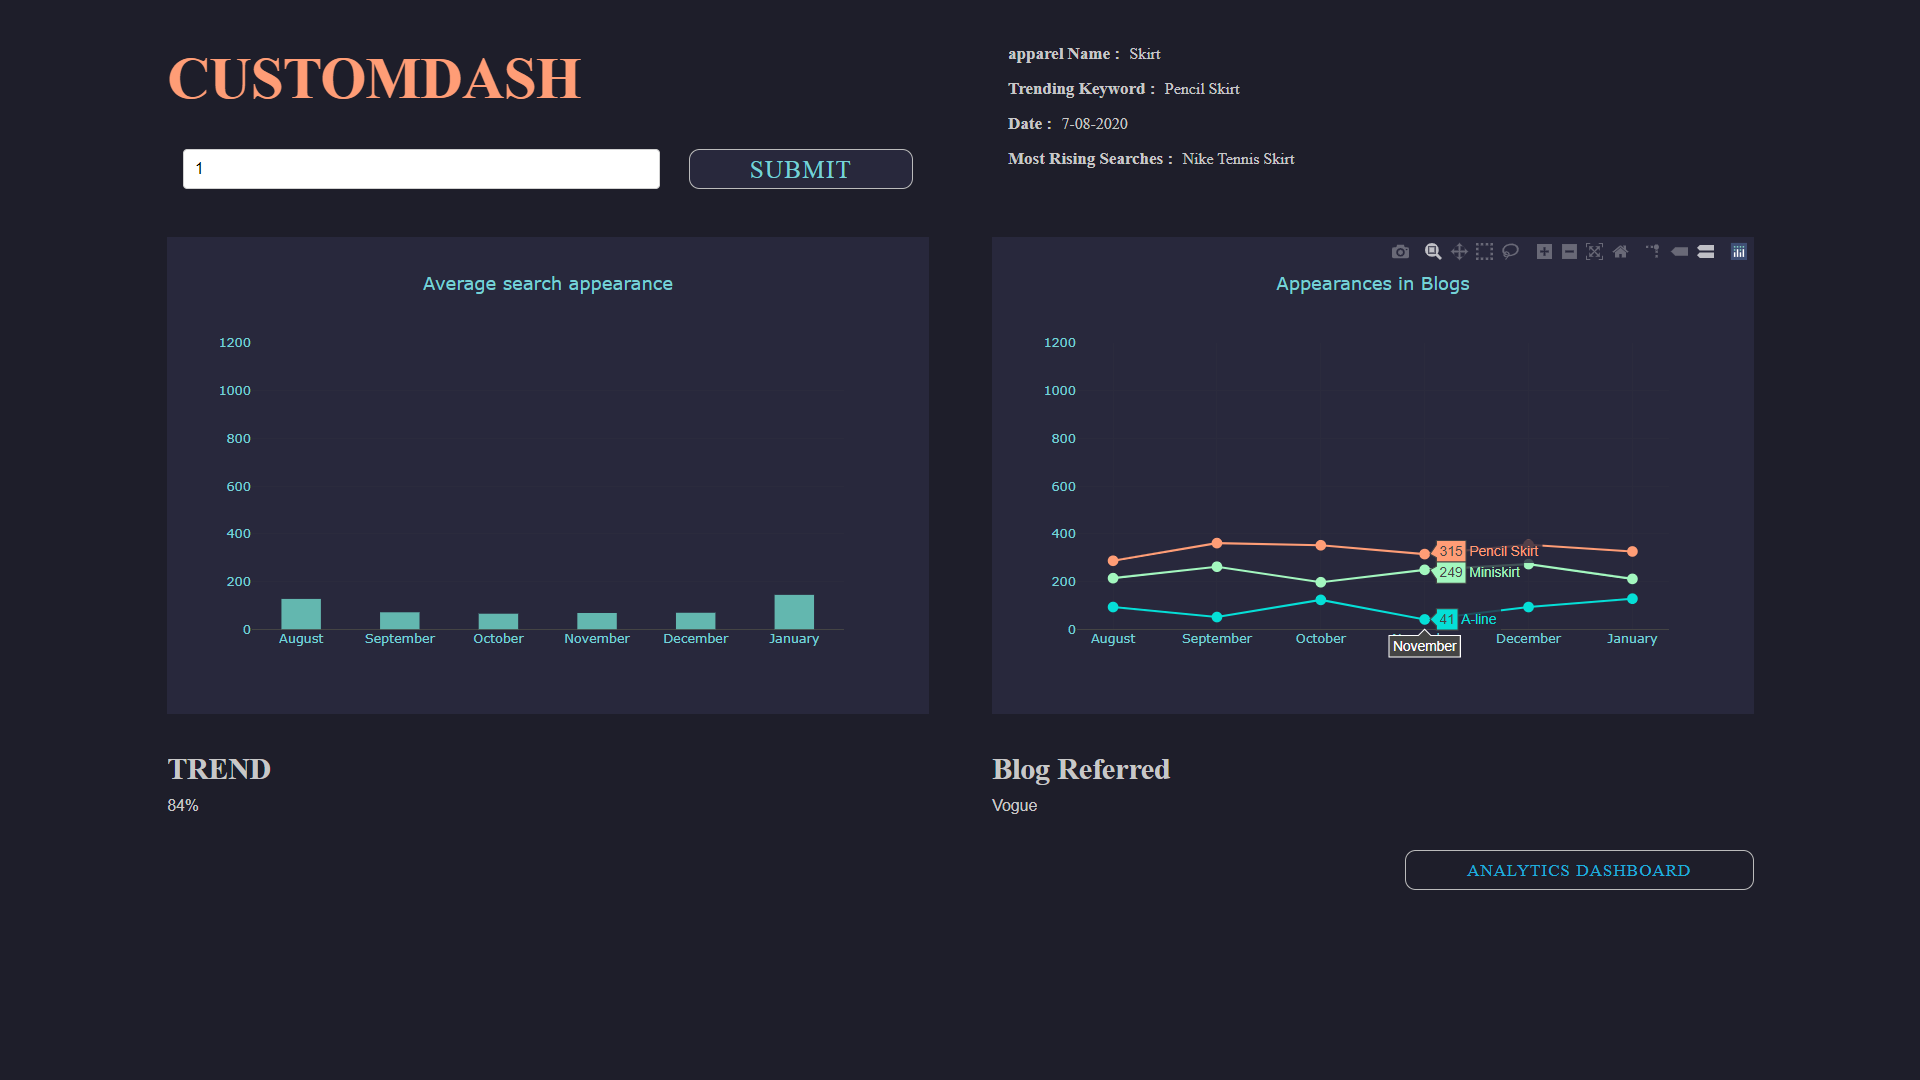 CUSTOMDASH
1
SUBMIT
apparel Name : Skirt
Trending Keyword : Pencil Skirt
Date : 7-08-2020
Most Rising Searches : Nike Tennis Skirt
Average search appearance
1200
1000
800
600
400
200
0
August September October November December January
Appearances in Blogs
1200
1000
800
600
400
200
0
315 Pencil Skirt
249 Miniskirt
41 A-line
August September October November December January
TREND
84%
Blog Referred
Vogue
ANALYTICS DASHBOARD